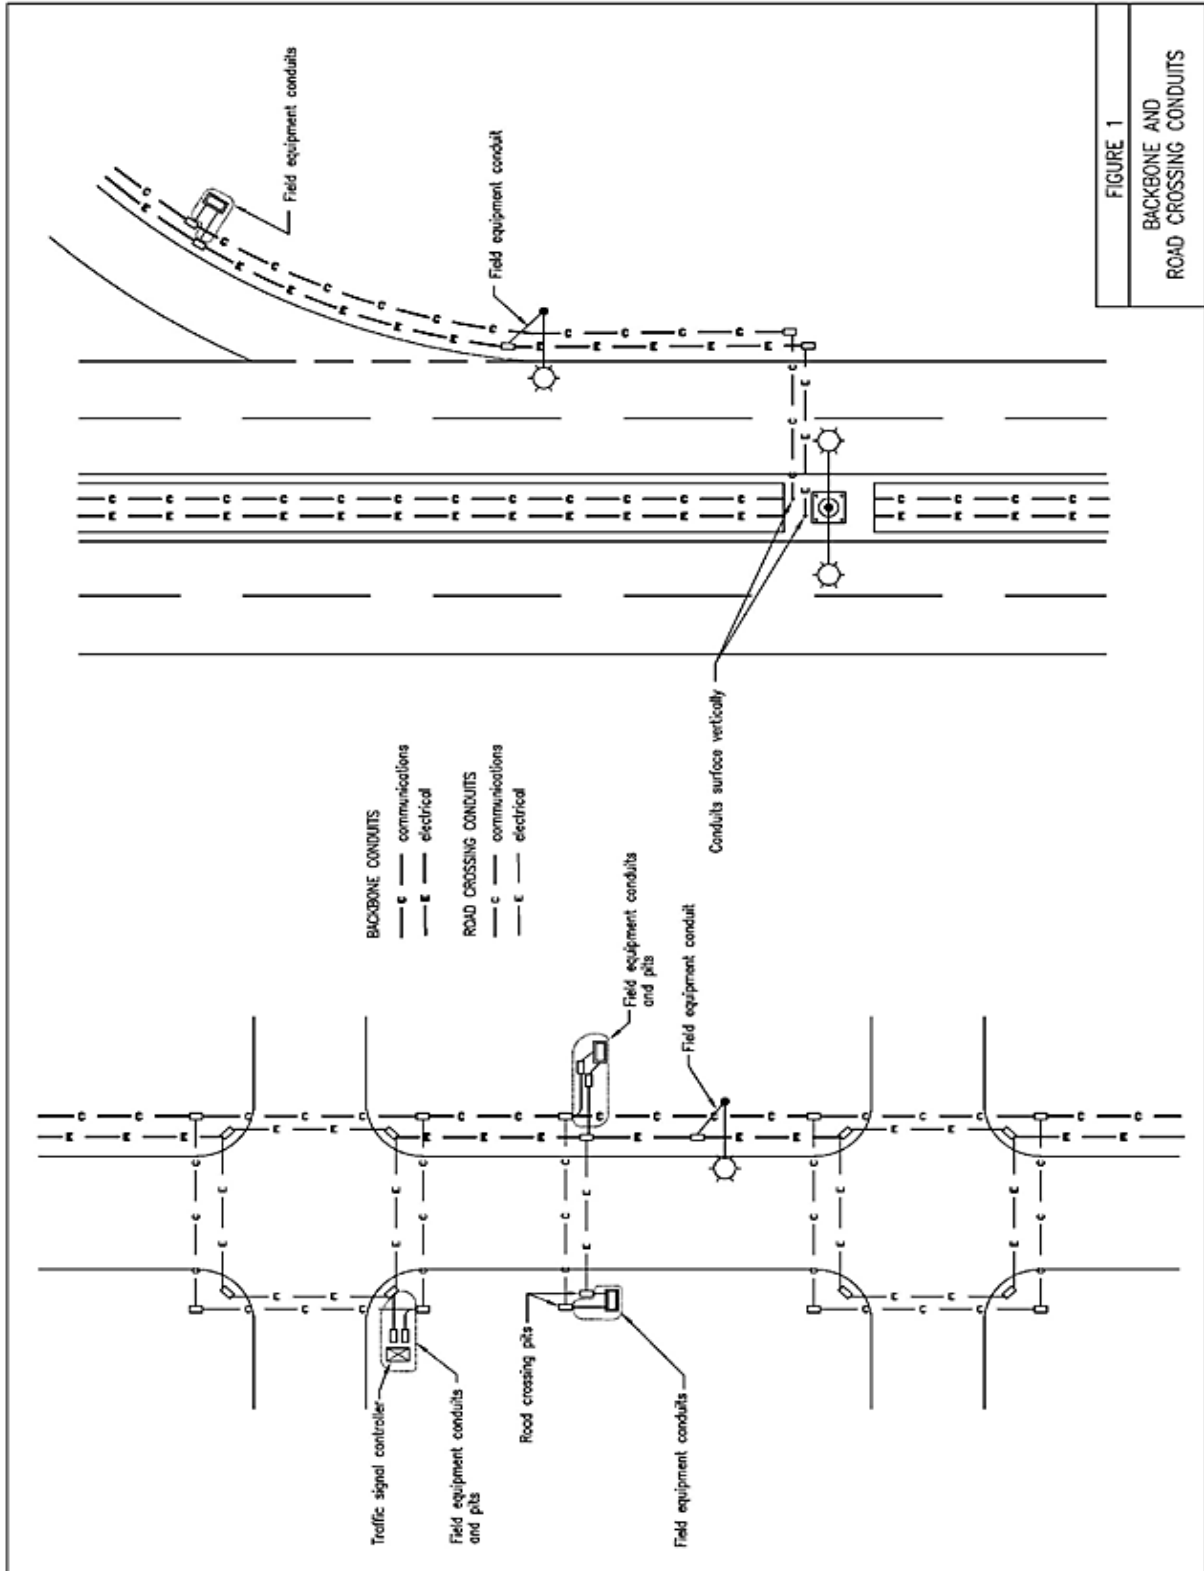 Field equipment conduits
Field equipment conduit
Conduits surface vertically
BACKBONE CONDUITS
C communications
E electrical
ROAD CROSSING CONDUITS
C communications
E electrical
Field equipment conduits
and pits
Field equipment conduit
Traffic signal controller
Field equipment conduits
and pits
Road crossing pits
Field equipment conduits
FIGURE 1
BACKBONE AND
ROAD CROSSING CONDUITS